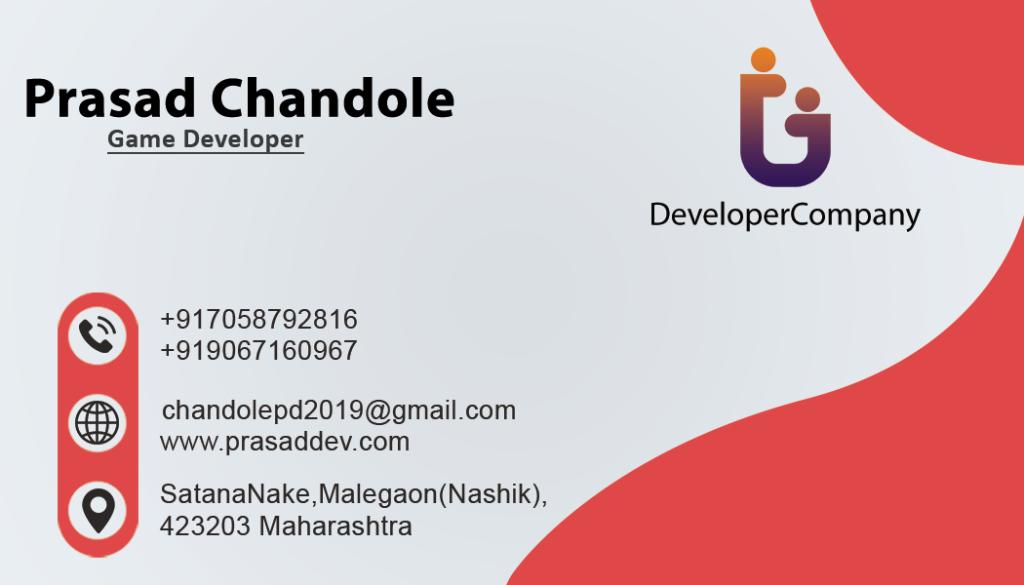 Prasad Chandole
Game Developer
DeveloperCompany
+917058792816
+919067160967
chandolepd2019@gmail.com
www.prasaddev.com
SatanaNake,Malegaon(Nashik),
423203 Maharashtra